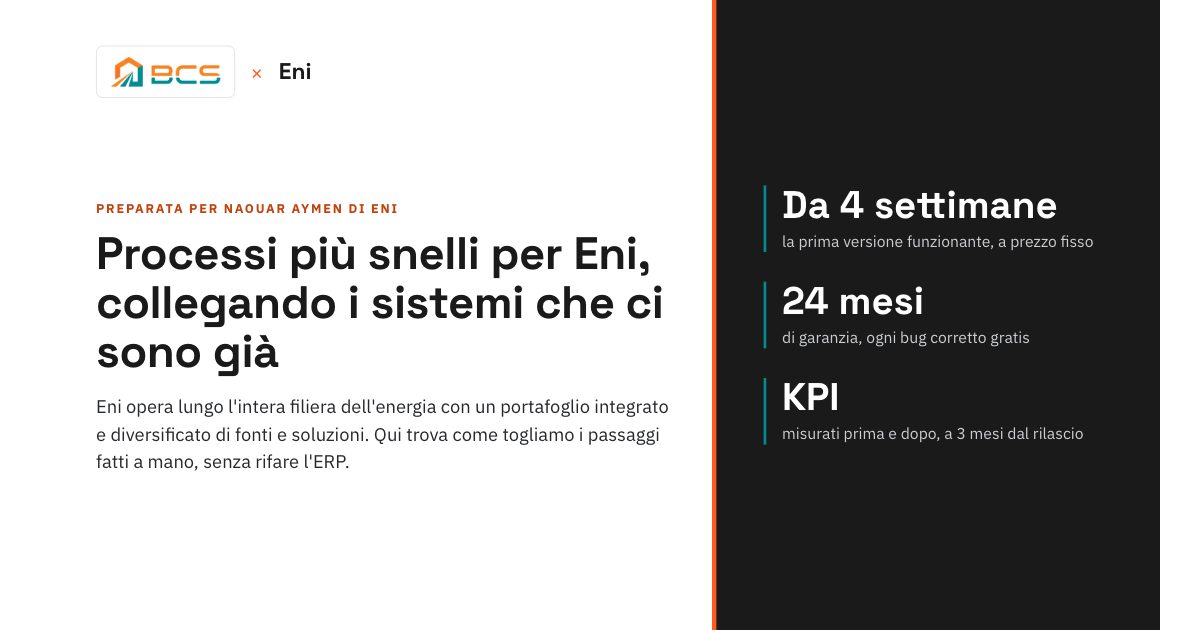 BCS × Eni
PREPARATA PER NAOUAR AYMEN DI ENI
Processi più snelli per Eni,
collegando i sistemi che ci
sono già
Eni opera lungo l'intera filiera dell'energia con un portafoglio integrato
e diversificato di fonti e soluzioni. Qui trova come togliamo i passaggi
fatti a mano, senza rifare l'ERP.
Da 4 settimane
la prima versione funzionante, a prezzo fisso
24 mesi
di garanzia, ogni bug corretto gratis
KPI
misurati prima e dopo, a 3 mesi dal rilascio